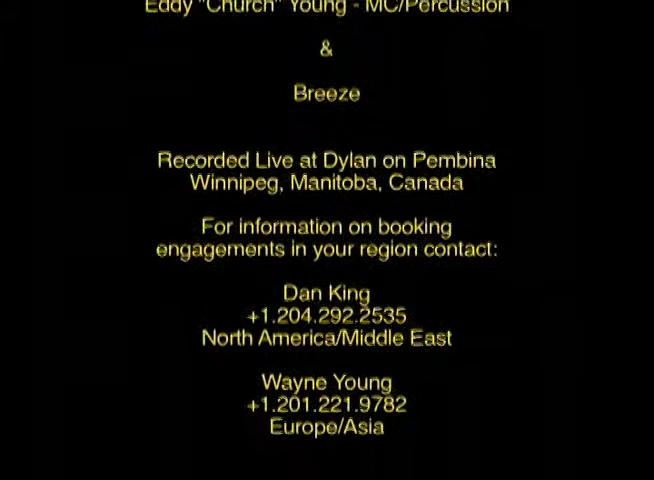 Eddy "Church" Young - MC/Percussion
&
Breeze
Recorded Live at Dylan on Pembina
Winnipeg, Manitoba, Canada
For information on booking
engagements in your region contact:
Dan King
+1.204.292.2535
North America/Middle East
Wayne Young
+1.201.221.9782
Europe/Asia